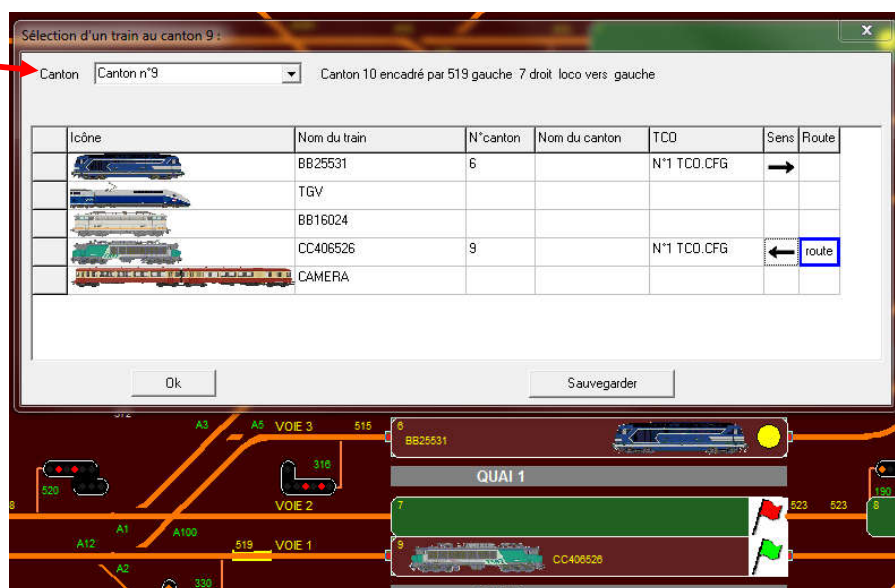 Sélection d'un train au canton 9 :
x
Canton Canton n°9 Canton 10 encadré par 519 gauche 7 droit loco vers gauche
Icône Nom du train N°canton Nom du canton TCO Sens Route
BB25531 6 N°1 TCO.CFG
TGV
BB16024
CC406526 9 N°1 TCO.CFG route
CAMERA
Ok Sauvegarder
A3 A5 VOIE 3 515 6
BB25531
316
QUAI 1
520 190
8 VOIE 2 7 523 523 8
A1 A100
A12 519 VOIE 1 9
CC406526
A2
330